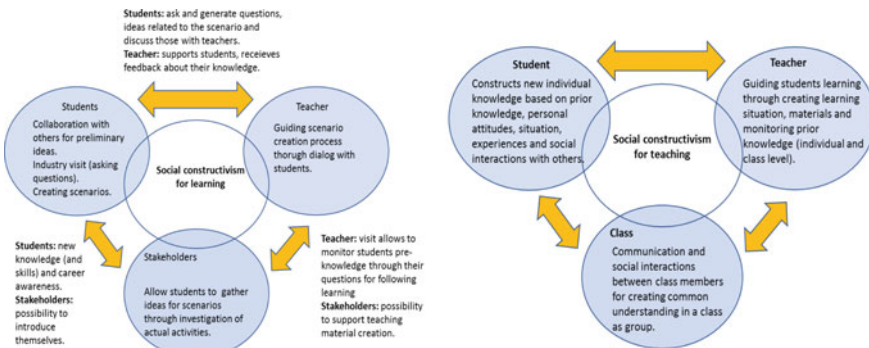 Students: ask and generate questions,
ideas related to the scenario and
discuss those with teachers.
Teacher: supports students, receieves
feedback about their knowledge.
Students
Collaboration with
others for preliminary
ideas.
Industry visit (asking
questions).
Creating scenarios.
Teacher
Guiding scenario
creation process
thorugh dialog with
students.
Social constructivism
for learning
Students: new
knowledge (and
skills) and career
awareness.
Stakeholders:
possibility to
introduce
themselves.
Stakeholders
Allow students to gather
ideas for scenarios
through investigation of
actual activities.
Teacher: visit allows to
monitor students pre-
knowledge through their
questions for following
learning
Stakeholders: possibility
to support teaching
material creation.
Student
Constructs new individual
knowledge based on prior
knowledge, personal
attitudes, situation,
experiences and social
interactions with others.
Teacher
Guiding students learning
through creating learning
situation, materials and
monitoring prior
knowledge (individual and
class level).
Social constructivism
for teaching
Class
Communication and
social interactions
between class members
for creating common
understanding in a class
as group.